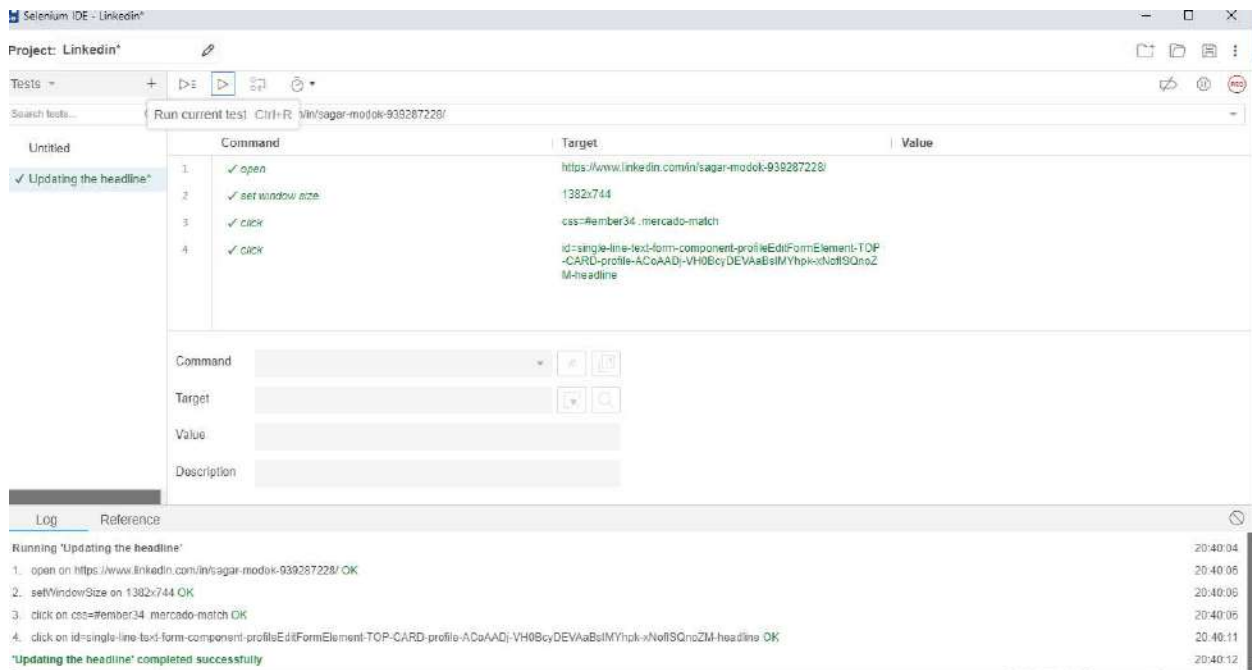 Selenium IDE - Linkedin*
Project: Linkedin*
Tests
Search tests...
Run current test Ctrl+R
n/in/sagar-modok-939287228/
REC
Untitled
✓ Updating the headline*
Command Target Value
1 ✓ open https://www.linkedin.com/in/sagar-modok-939287228/
2 ✓ set window size 1382x744
3 ✓ click css=#ember34 .mercado-match
4 ✓ click id=single-line-text-form-component-profileEditFormElement-TOP
-CARD-profile-ACoAADj-VH0BcyDEVAaBslMYhpk-xNoflSQnoZ
M-headline
Command
Target
Value
Description
Log Reference
Running 'Updating the headline' 20:40:04
1. open on https://www.linkedin.com/in/sagar-modok-939287228/ OK 20:40:06
2. setWindowSize on 1382x744 OK 20:40:06
3. click on css=#ember34 .mercado-match OK 20:40:06
4. click on id=single-line-text-form-component-profileEditFormElement-TOP-CARD-profile-ACoAADj-VH0BcyDEVAaBslMYhpk-xNoflSQnoZM-headline OK 20:40:11
'Updating the headline' completed successfully 20:40:12